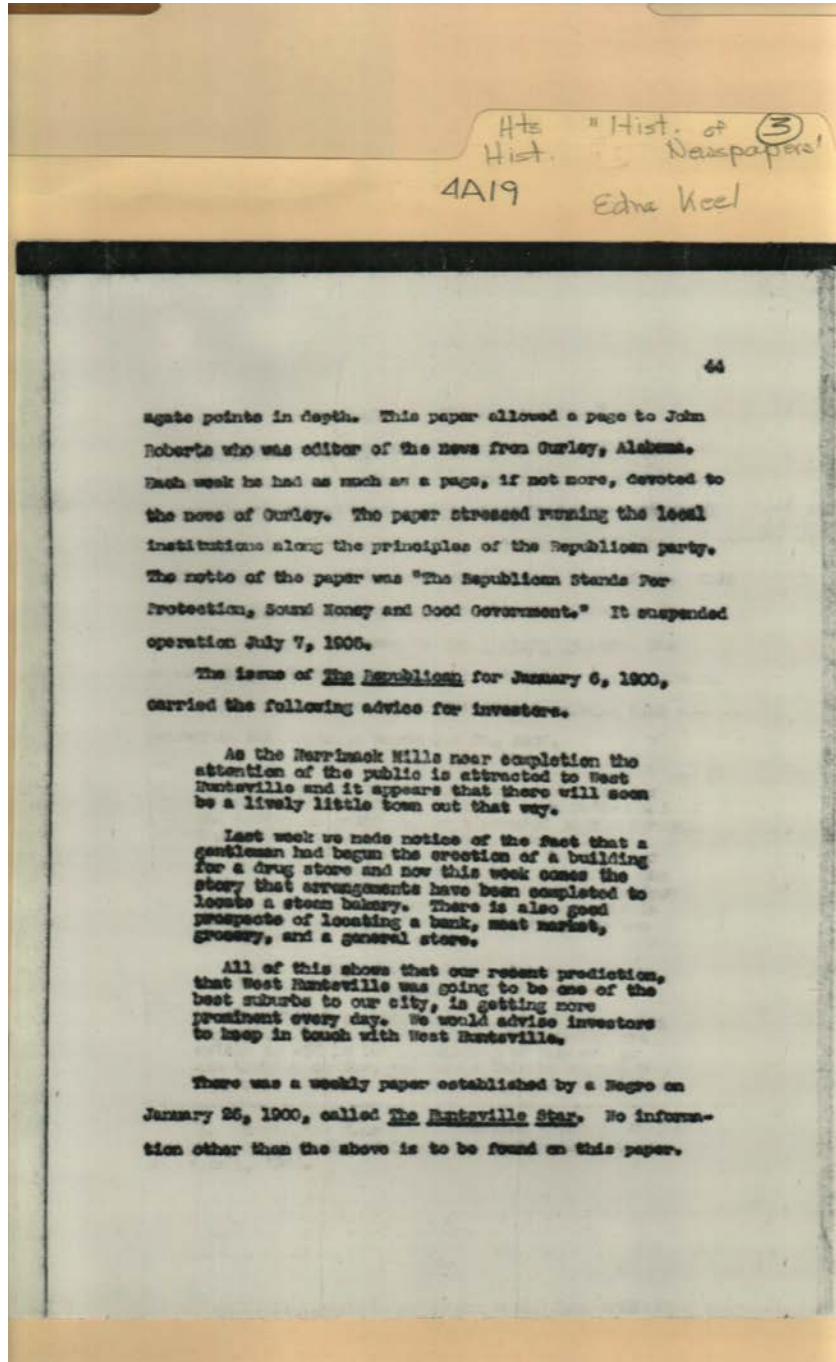 Hts "Hist. of ③
Hist. Newspapers'
4A19 Edna Keel
44
agate points in depth. This paper allowed a page to John
Roberts who was editor of the news from Gurley, Alabama.
Each week he had as much as a page, if not more, devoted to
the news of Gurley. The paper stressed running the local
institutions along the principles of the Republican party.
The motto of the paper was "The Republican Stands For
Protection, Sound Money and Good Government." It suspended
operation July 7, 1905.
The issue of The Republican for January 6, 1900,
carried the following advice for investors.
As the Merrimack Mills near completion the
attention of the public is attracted to West
Huntsville and it appears that there will soon
be a lively little town out that way.
Last week we made notice of the fact that a
gentleman had begun the erection of a building
for a drug store and now this week comes the
story that arrangements have been completed to
locate a steam bakery. There is also good
prospects of locating a bank, meat market,
grocery, and a general store.
All of this shows that our recent prediction,
that West Huntsville was going to be one of the
best suburbs to our city, is getting more
prominent every day. We would advise investors
to keep in touch with West Huntsville.
There was a weekly paper established by a Negro on
January 26, 1900, called The Huntsville Star. No informa-
tion other than the above is to be found on this paper.